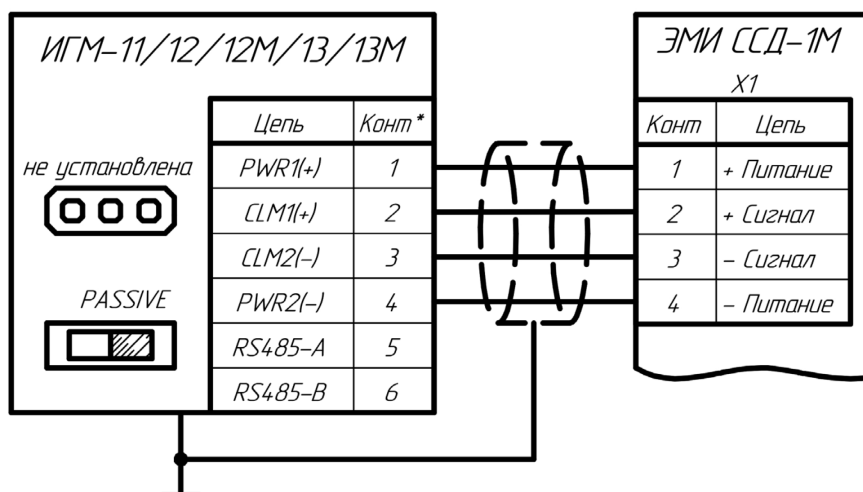 ИГМ-11/12/12М/13/13М
Цепь Конт*
не установлена
PWR1(+) 1
CLM1(+) 2
CLM2(-) 3
PASSIVE
PWR2(-) 4
RS485-A 5
RS485-B 6
ЭМИ ССД-1М
X1
Конт Цепь
1 + Питание
2 + Сигнал
3 - Сигнал
4 - Питание